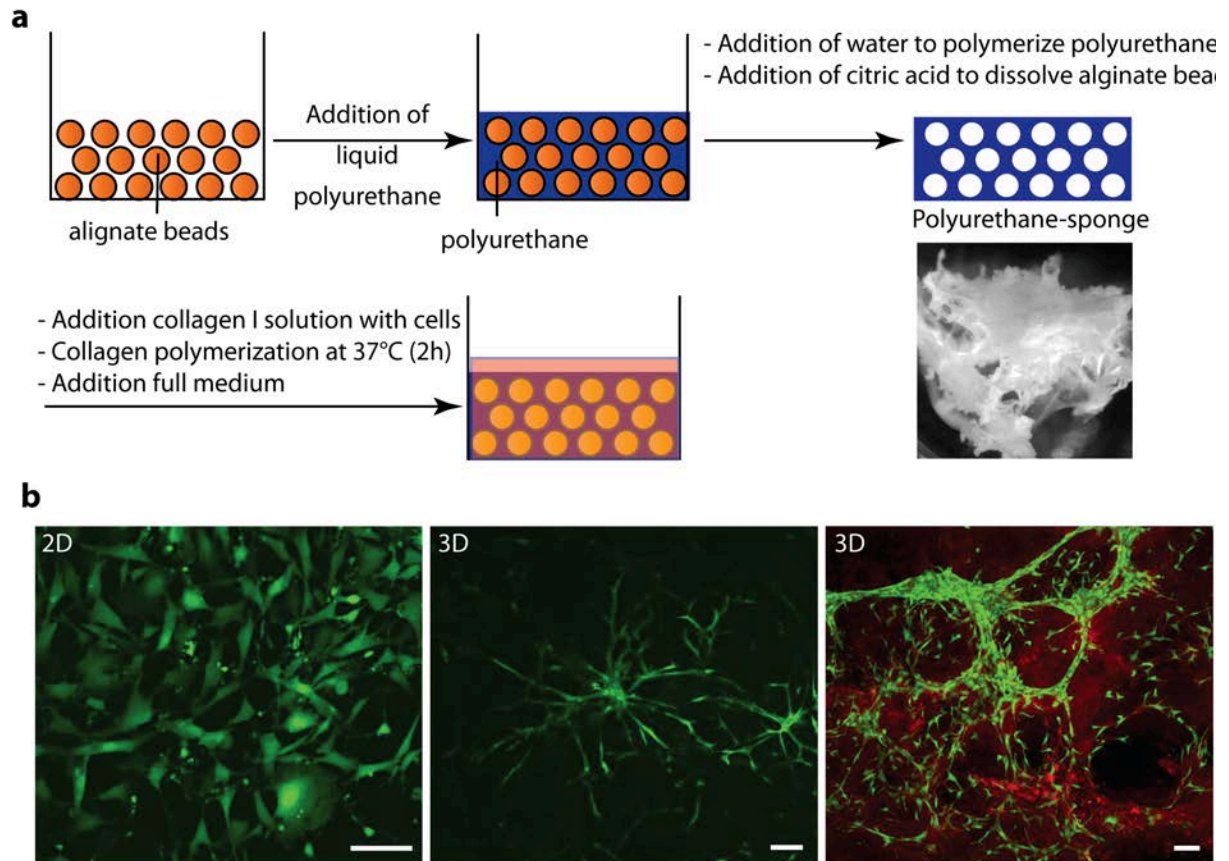 a
Addition of
liquid
polyurethane
- Addition of water to polymerize polyurethane
- Addition of citric acid to dissolve alginate bea
alignate beads
polyurethane
Polyurethane-sponge
- Addition collagen I solution with cells
- Collagen polymerization at 37°C (2h)
- Addition full medium
b
2D
3D
3D